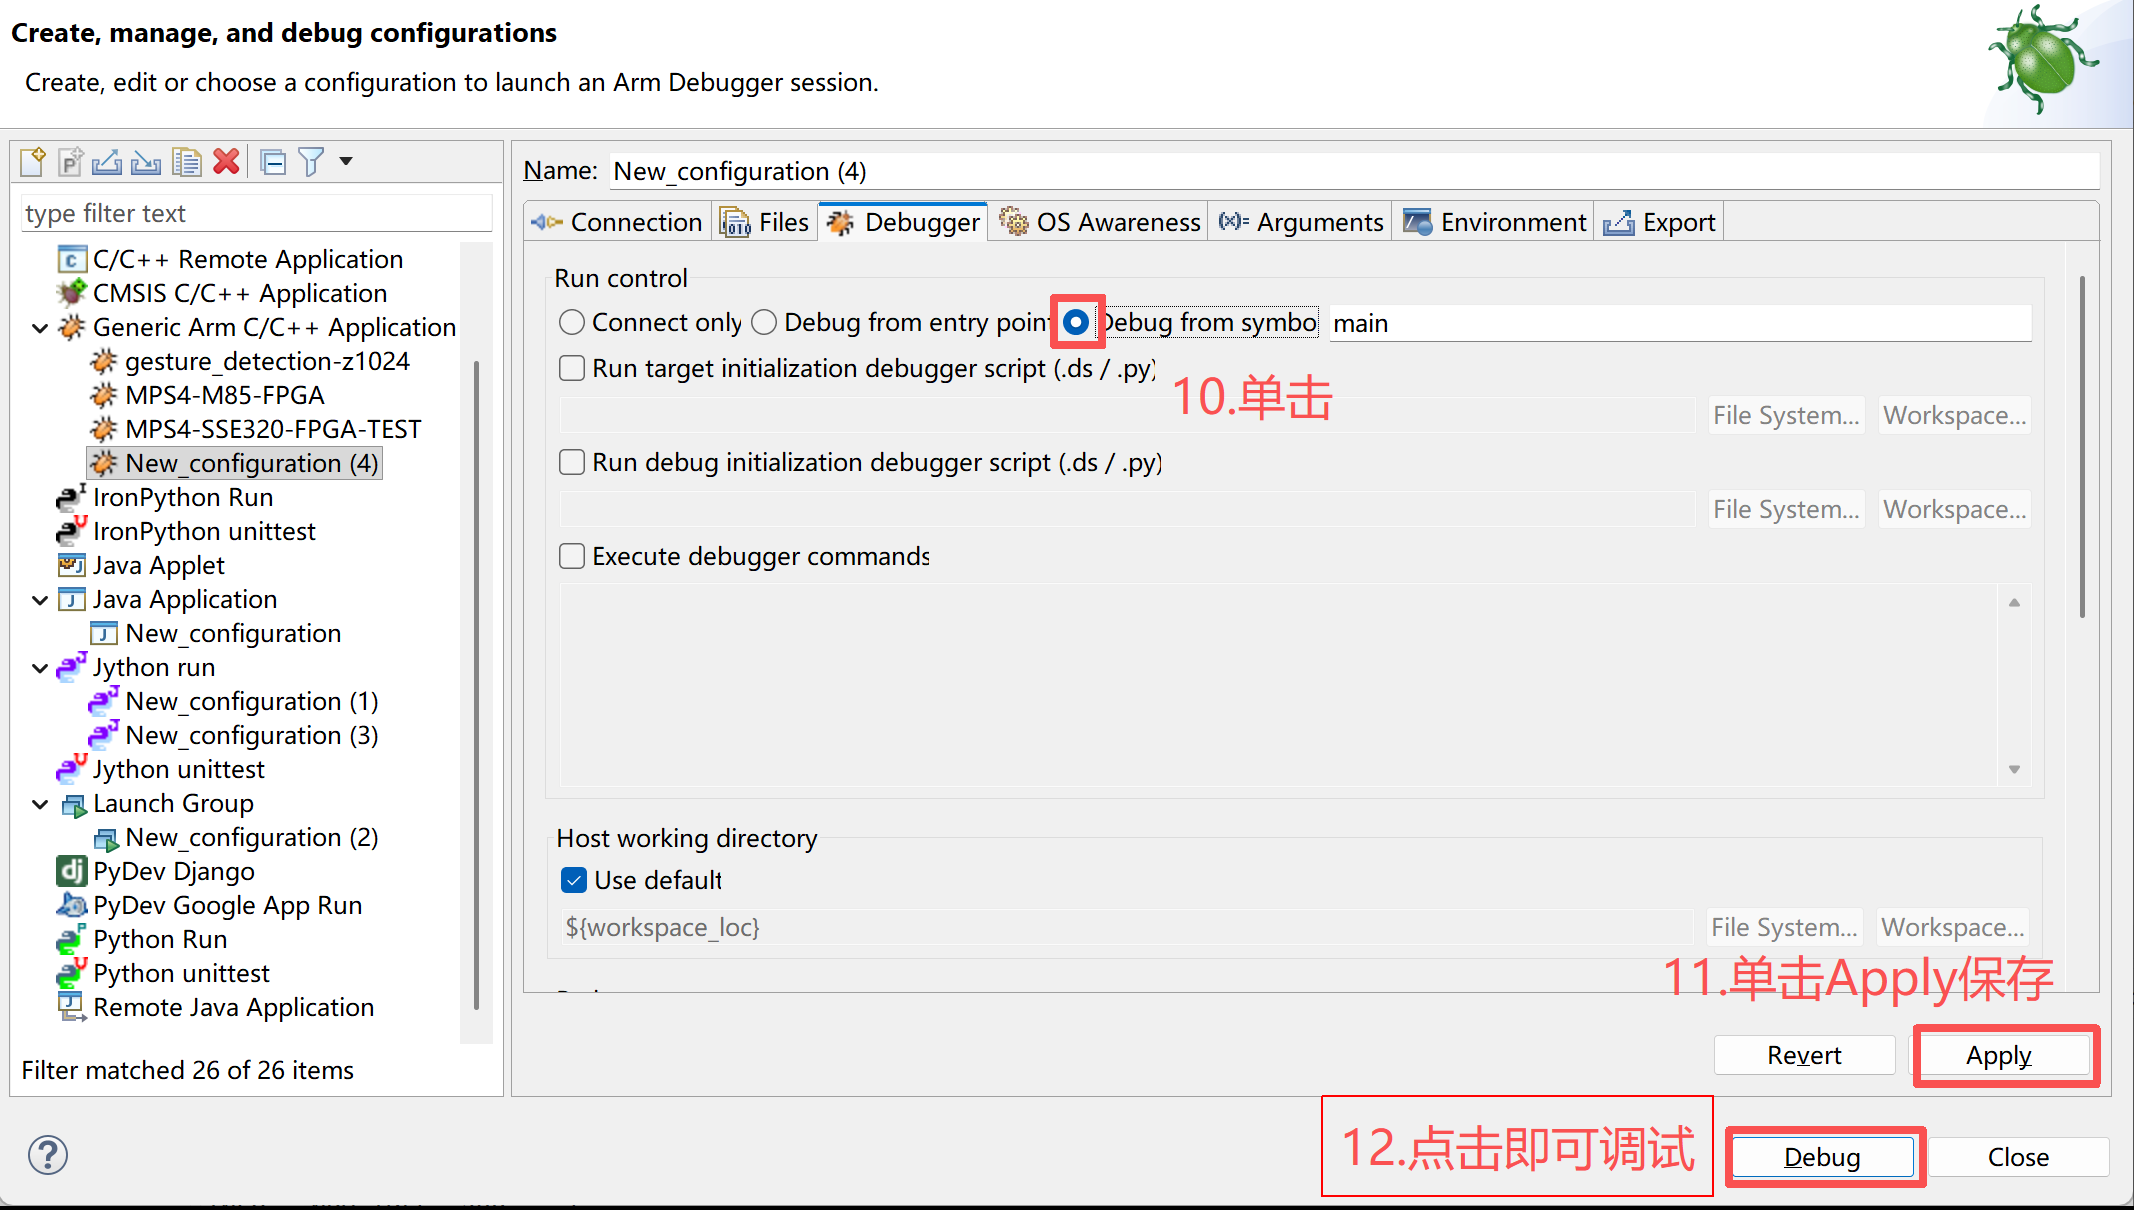 Create, manage, and debug configurations
Create, edit or choose a configuration to launch an Arm Debugger session.
type filter text
C/C++ Remote Application
CMSIS C/C++ Application
Generic Arm C/C++ Application
gesture_detection-z1024
MPS4-M85-FPGA
MPS4-SSE320-FPGA-TEST
New_configuration (4)
IronPython Run
IronPython unittest
Java Applet
Java Application
New_configuration
Jython run
New_configuration (1)
New_configuration (3)
Jython unittest
Launch Group
New_configuration (2)
PyDev Django
PyDev Google App Run
Python Run
Python unittest
Remote Java Application
Filter matched 26 of 26 items
Name: New_configuration (4)
Connection Files Debugger OS Awareness Arguments Environment Export
Run control
Connect only Debug from entry point Debug from symbo main
Run target initialization debugger script (.ds / .py)
10.单击
File System... Workspace...
Run debug initialization debugger script (.ds / .py)
File System... Workspace...
Execute debugger commands
Host working directory
Use default
${workspace_loc} File System... Workspace...
11.单击Apply保存
Revert Apply
12.点击即可调试
Debug Close